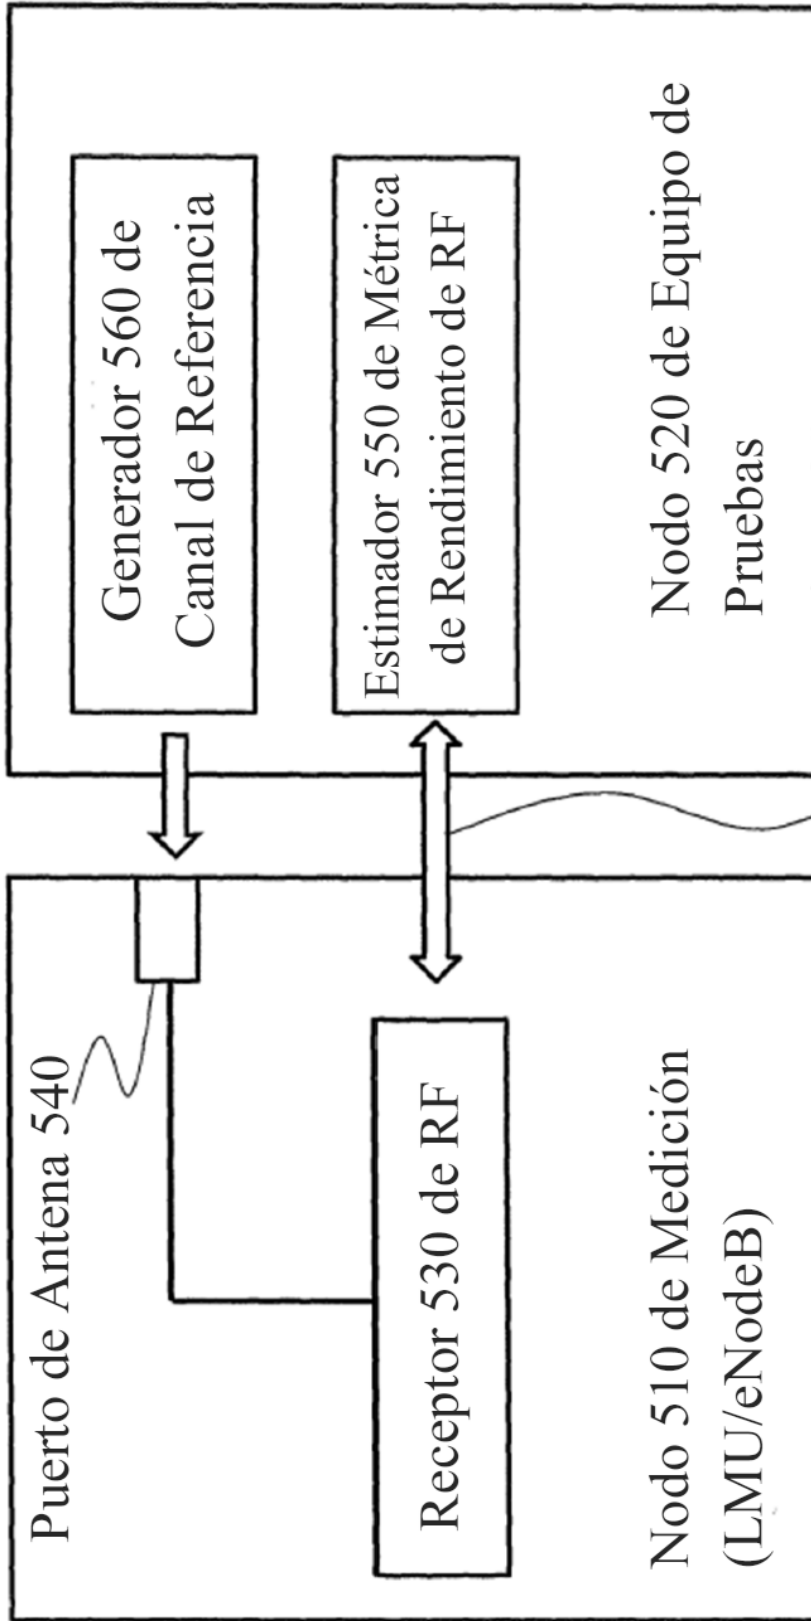 Puerto de Antena 540
Receptor 530 de RF
Nodo 510 de Medición
(LMU/eNodeB)
Generador 560 de
Canal de Referencia
Estimador 550 de Métrica
de Rendimiento de RF
Nodo 520 de Equipo de
Pruebas